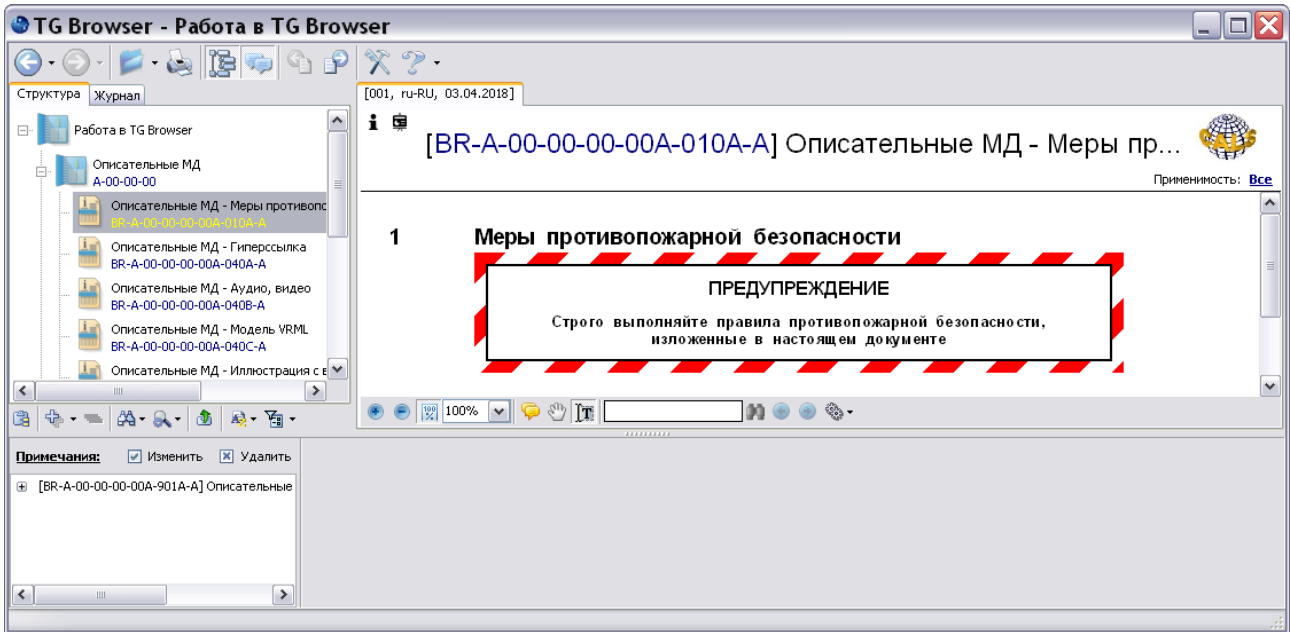 TG Browser - Работа в TG Browser
Структура Журнал
Работа в TG Browser
Описательные МД
A-00-00-00
Описательные МД - Меры противопо
BR-A-00-00-00-00A-010A-A
Описательные МД - Гиперссылка
BR-A-00-00-00-00A-040A-A
Описательные МД - Аудио, видео
BR-A-00-00-00-00A-040B-A
Описательные МД - Модель VRML
BR-A-00-00-00-00A-040C-A
Описательные МД - Иллюстрация с в
[001, ru-RU, 03.04.2018]
[BR-A-00-00-00-00A-010A-A] Описательные МД - Меры пр...
CALS
Применимость: Все
1 Меры противопожарной безопасности
ПРЕДУПРЕЖДЕНИЕ
Строго выполняйте правила противопожарной безопасности,
изложенные в настоящем документе
100%
Примечания: Изменить Удалить
[BR-A-00-00-00-00A-901A-A] Описательные